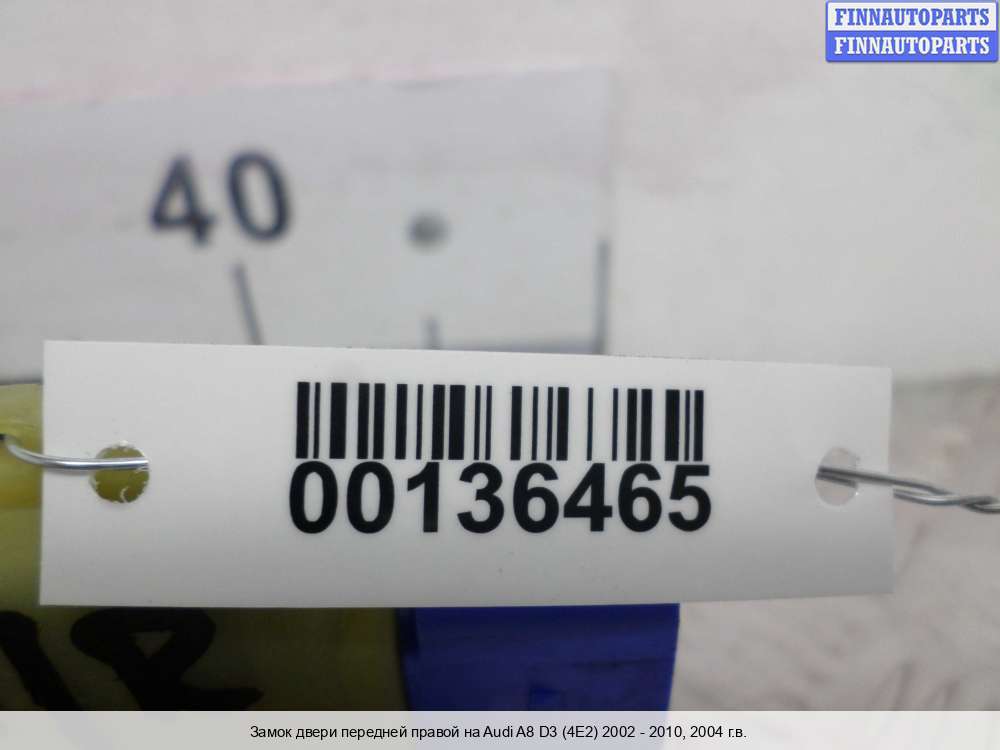 FINNAUTOPARTS
FINNAUTOPARTS
40
00136465
Замок двери передней правой на Audi A8 D3 (4E2) 2002 - 2010, 2004 г.в.